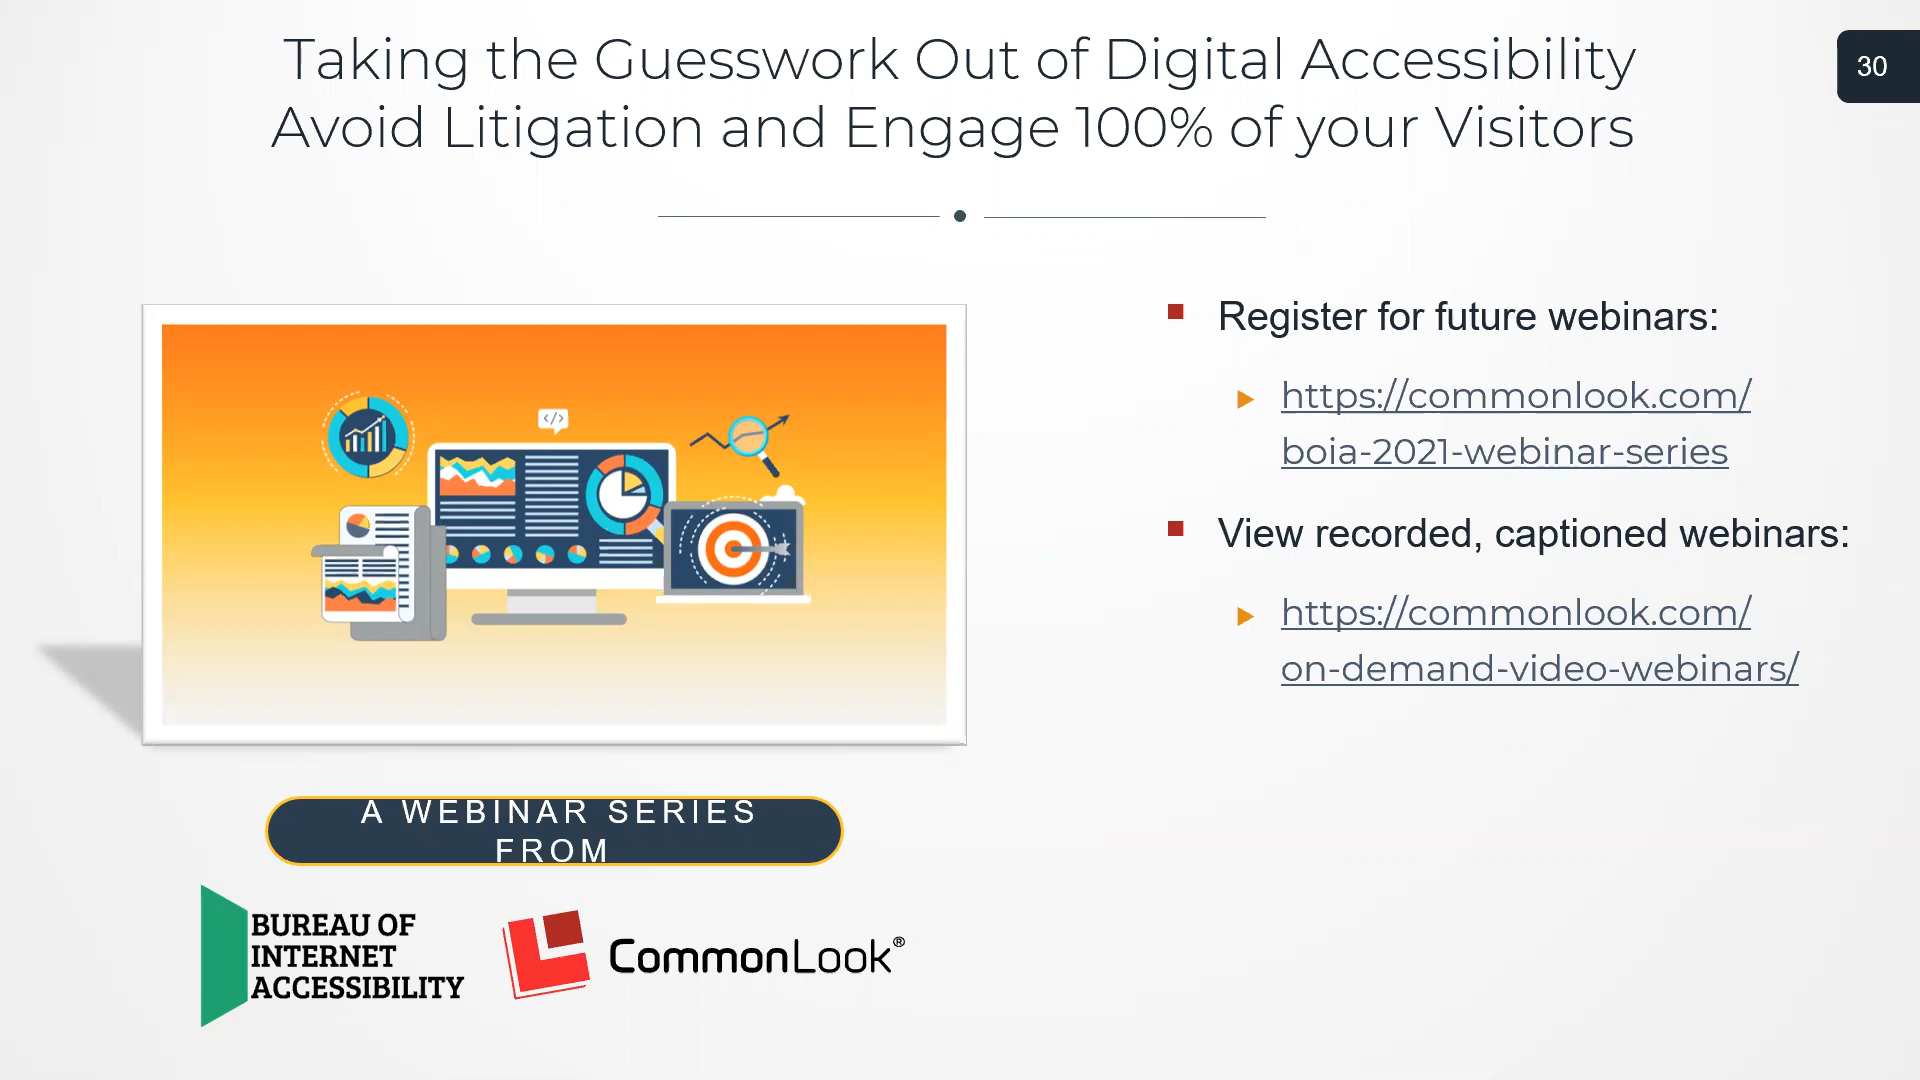 Taking the Guesswork Out of Digital Accessibility
Avoid Litigation and Engage 100% of your Visitors
30
</>
Register for future webinars:
https://commonlook.com/
boia-2021-webinar-series
View recorded, captioned webinars:
https://commonlook.com/
on-demand-video-webinars/
A WEBINAR SERIES
FROM
BUREAU OF
INTERNET
ACCESSIBILITY
CommonLook®